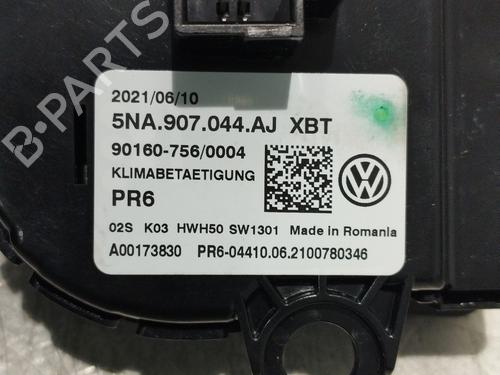 B-PARTS
2021/06/10
5NA.907.044.AJ XBT
90160-756/0004
KLIMABETAETIGUNG
PR6
02S K03 HWH50 SW1301 Made in Romania
A00173830 PR6-04410.06.2100780346